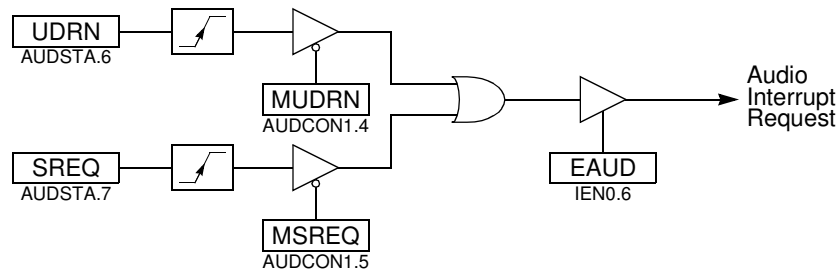 UDRN
AUDSTA.6
MUDRN
AUDCON1.4
SREQ
AUDSTA.7
MSREQ
AUDCON1.5
EAUD
IEN0.6
Audio
Interrupt
Request